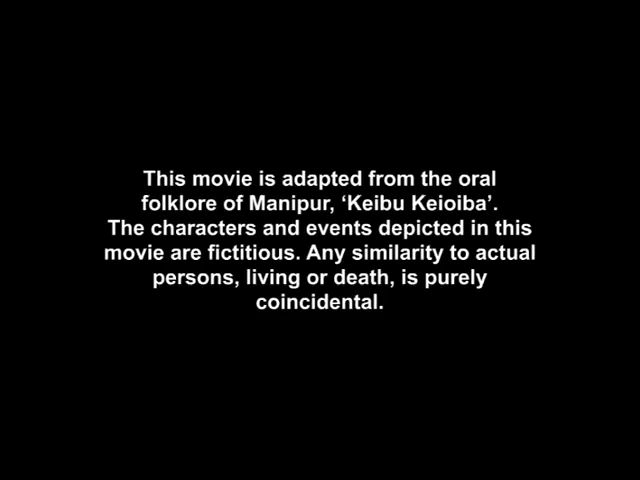 This movie is adapted from the oral
folklore of Manipur, ‘Keibu Keioiba’.
The characters and events depicted in this
movie are fictitious. Any similarity to actual
persons, living or death, is purely
coincidental.